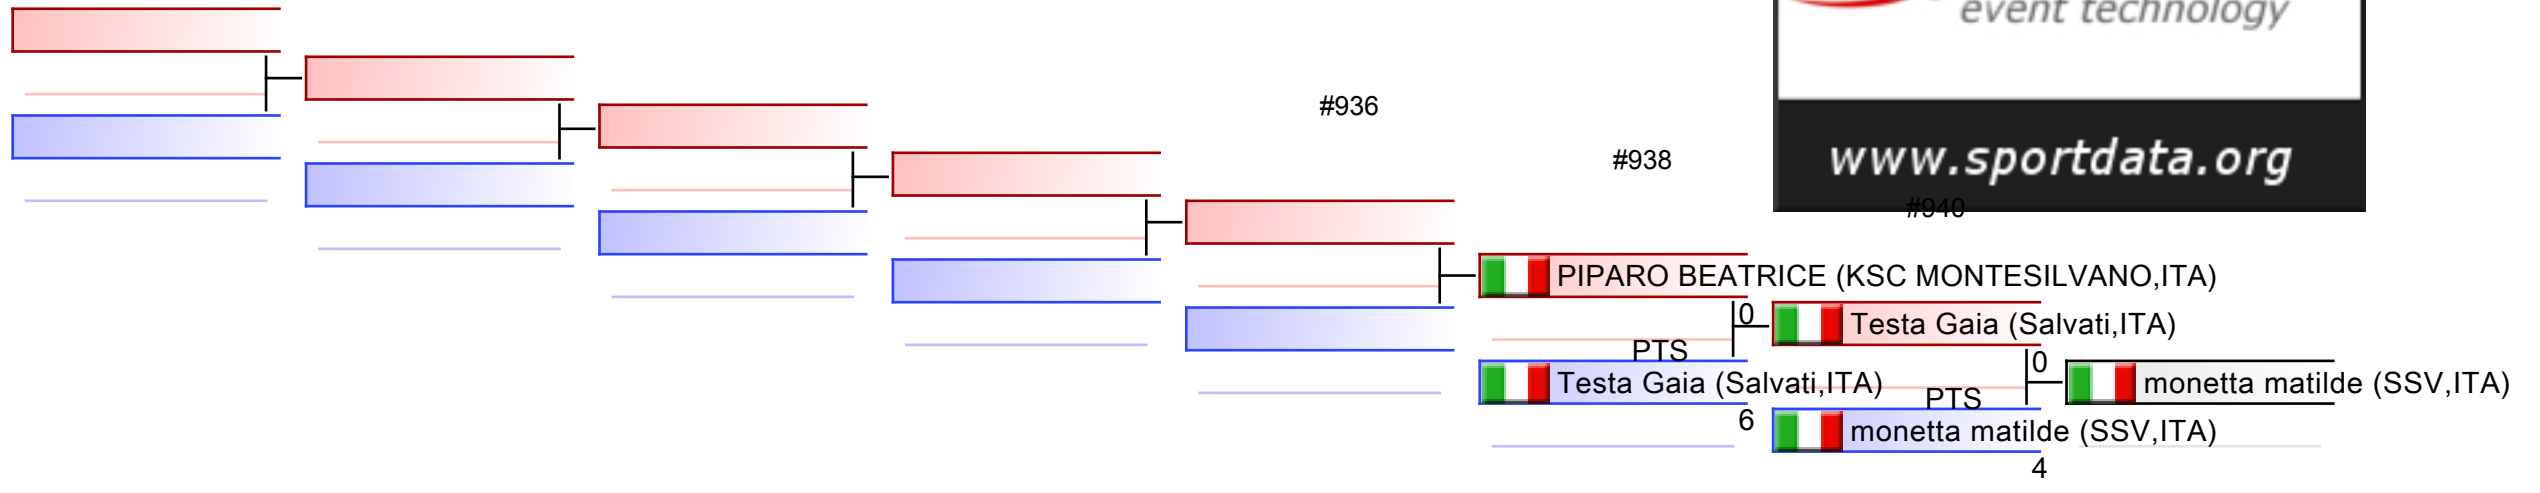 event technology
#936
#938
www.sportdata.org
#940
PIPARO BEATRICE (KSC MONTESILVANO,ITA)
0
Testa Gaia (Salvati,ITA)
PTS
0
Testa Gaia (Salvati,ITA)
monetta matilde (SSV,ITA)
PTS
6
monetta matilde (SSV,ITA)
4